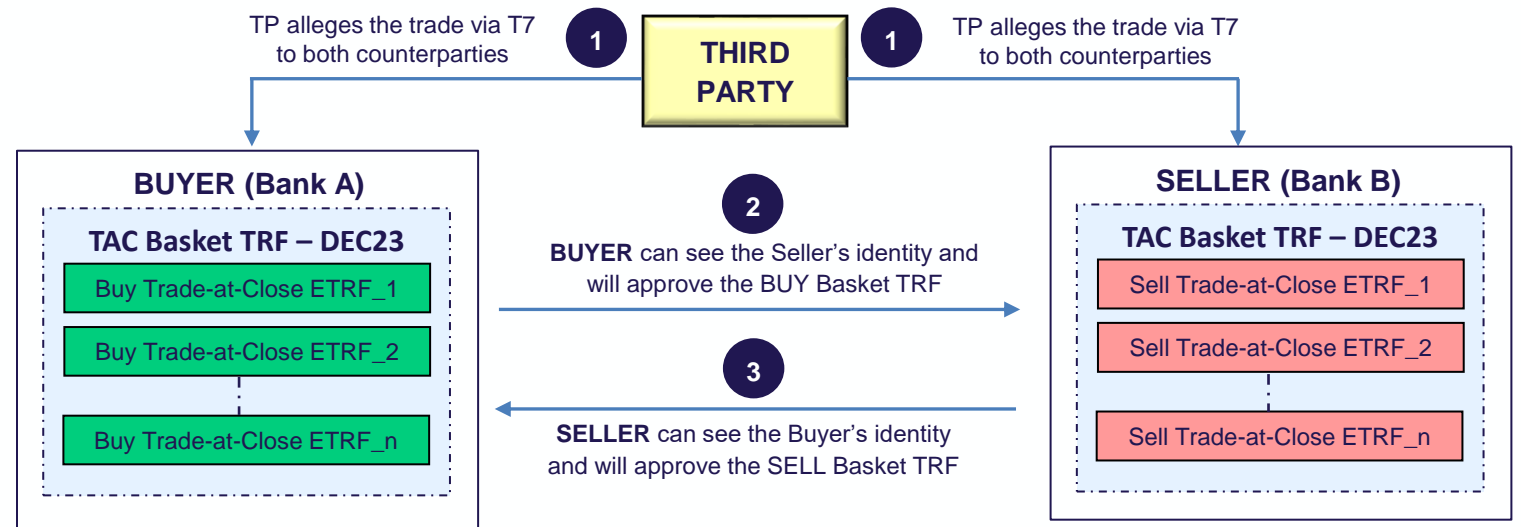 TP alleges the trade via T7
to both counterparties
1
THIRD
PARTY
1
TP alleges the trade via T7
to both counterparties
BUYER (Bank A)
TAC Basket TRF – DEC23
Buy Trade-at-Close ETRF_1
Buy Trade-at-Close ETRF_2
Buy Trade-at-Close ETRF_n
2
BUYER can see the Seller's identity and
will approve the BUY Basket TRF
3
SELLER can see the Buyer's identity
and will approve the SELL Basket TRF
SELLER (Bank B)
TAC Basket TRF – DEC23
Sell Trade-at-Close ETRF_1
Sell Trade-at-Close ETRF_2
Sell Trade-at-Close ETRF_n